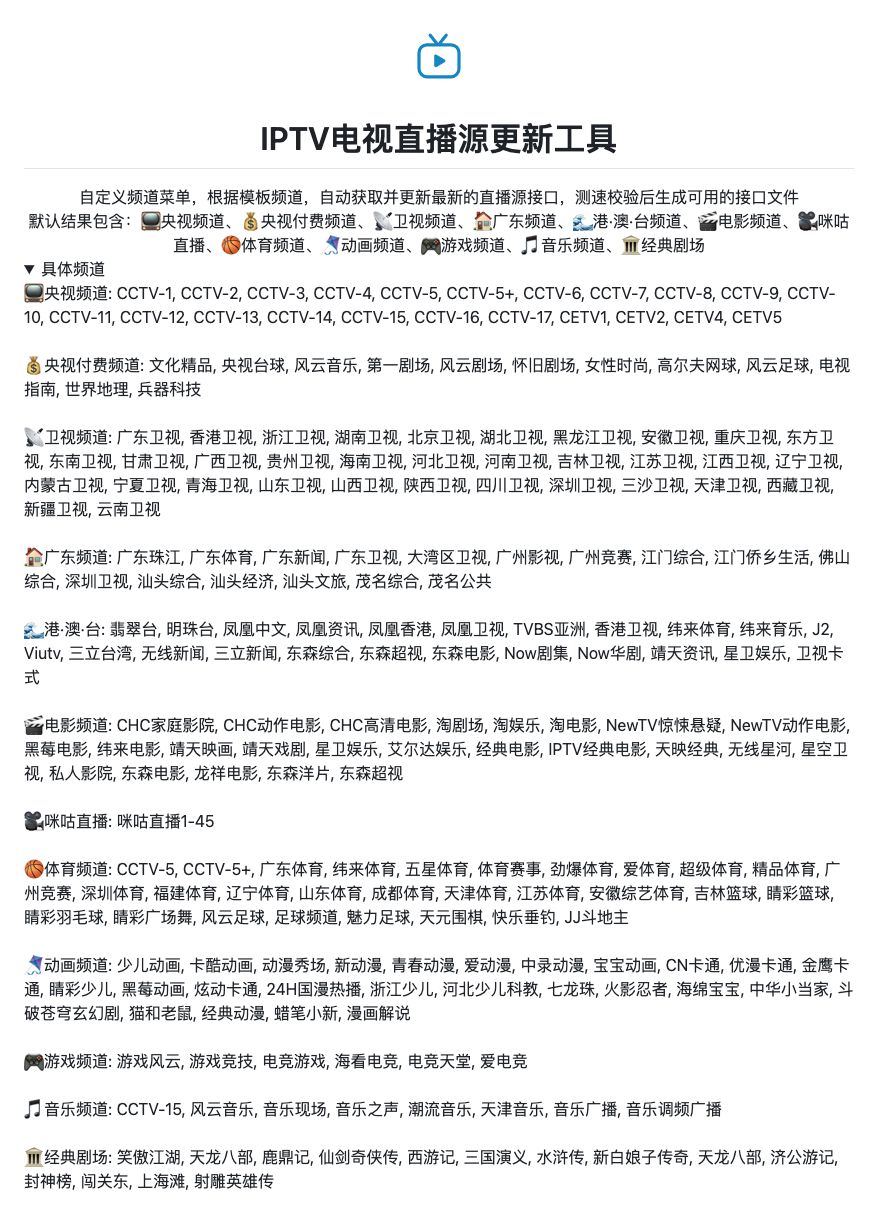 IPTV电视直播源更新工具
自定义频道菜单，根据模板频道，自动获取并更新最新的直播源接口，测速校验后生成可用的接口文件
默认结果包含：📺央视频道、💰央视付费频道、📡卫视频道、🏠广东频道、🌊港·澳·台频道、🎬电影频道、🎥咪咕
直播、🏀体育频道、🪁动画频道、🎮游戏频道、🎵音乐频道、🏛经典剧场
▼ 具体频道
📺央视频道: CCTV-1, CCTV-2, CCTV-3, CCTV-4, CCTV-5, CCTV-5+, CCTV-6, CCTV-7, CCTV-8, CCTV-9, CCTV-
10, CCTV-11, CCTV-12, CCTV-13, CCTV-14, CCTV-15, CCTV-16, CCTV-17, CETV1, CETV2, CETV4, CETV5
💰央视付费频道: 文化精品, 央视台球, 风云音乐, 第一剧场, 风云剧场, 怀旧剧场, 女性时尚, 高尔夫网球, 风云足球, 电视
指南, 世界地理, 兵器科技
📡卫视频道: 广东卫视, 香港卫视, 浙江卫视, 湖南卫视, 北京卫视, 湖北卫视, 黑龙江卫视, 安徽卫视, 重庆卫视, 东方卫
视, 东南卫视, 甘肃卫视, 广西卫视, 贵州卫视, 海南卫视, 河北卫视, 河南卫视, 吉林卫视, 江苏卫视, 江西卫视, 辽宁卫视,
内蒙古卫视, 宁夏卫视, 青海卫视, 山东卫视, 山西卫视, 陕西卫视, 四川卫视, 深圳卫视, 三沙卫视, 天津卫视, 西藏卫视,
新疆卫视, 云南卫视
🏠广东频道: 广东珠江, 广东体育, 广东新闻, 广东卫视, 大湾区卫视, 广州影视, 广州竞赛, 江门综合, 江门侨乡生活, 佛山
综合, 深圳卫视, 汕头综合, 汕头经济, 汕头文旅, 茂名综合, 茂名公共
🌊港·澳·台: 翡翠台, 明珠台, 凤凰中文, 凤凰资讯, 凤凰香港, 凤凰卫视, TVBS亚洲, 香港卫视, 纬来体育, 纬来育乐, J2,
Viutv, 三立台湾, 无线新闻, 三立新闻, 东森综合, 东森超视, 东森电影, Now剧集, Now华剧, 靖天资讯, 星卫娱乐, 卫视卡
式
🎬电影频道: CHC家庭影院, CHC动作电影, CHC高清电影, 淘剧场, 淘娱乐, 淘电影, NewTV惊悚悬疑, NewTV动作电影,
黑莓电影, 纬来电影, 靖天映画, 靖天戏剧, 星卫娱乐, 艾尔达娱乐, 经典电影, IPTV经典电影, 天映经典, 无线星河, 星空卫
视, 私人影院, 东森电影, 龙祥电影, 东森洋片, 东森超视
🎥咪咕直播: 咪咕直播1-45
🏀体育频道: CCTV-5, CCTV-5+, 广东体育, 纬来体育, 五星体育, 体育赛事, 劲爆体育, 爱体育, 超级体育, 精品体育, 广
州竞赛, 深圳体育, 福建体育, 辽宁体育, 山东体育, 成都体育, 天津体育, 江苏体育, 安徽综艺体育, 吉林篮球, 睛彩篮球,
睛彩羽毛球, 睛彩广场舞, 风云足球, 足球频道, 魅力足球, 天元围棋, 快乐垂钓, JJ斗地主
🪁动画频道: 少儿动画, 卡酷动画, 动漫秀场, 新动漫, 青春动漫, 爱动漫, 中录动漫, 宝宝动画, CN卡通, 优漫卡通, 金鹰卡
通, 睛彩少儿, 黑莓动画, 炫动卡通, 24H国漫热播, 浙江少儿, 河北少儿科教, 七龙珠, 火影忍者, 海绵宝宝, 中华小当家, 斗
破苍穹玄幻剧, 猫和老鼠, 经典动漫, 蜡笔小新, 漫画解说
🎮游戏频道: 游戏风云, 游戏竞技, 电竞游戏, 海看电竞, 电竞天堂, 爱电竞
🎵音乐频道: CCTV-15, 风云音乐, 音乐现场, 音乐之声, 潮流音乐, 天津音乐, 音乐广播, 音乐调频广播
🏛经典剧场: 笑傲江湖, 天龙八部, 鹿鼎记, 仙剑奇侠传, 西游记, 三国演义, 水浒传, 新白娘子传奇, 天龙八部, 济公游记,
封神榜, 闯关东, 上海滩, 射雕英雄传